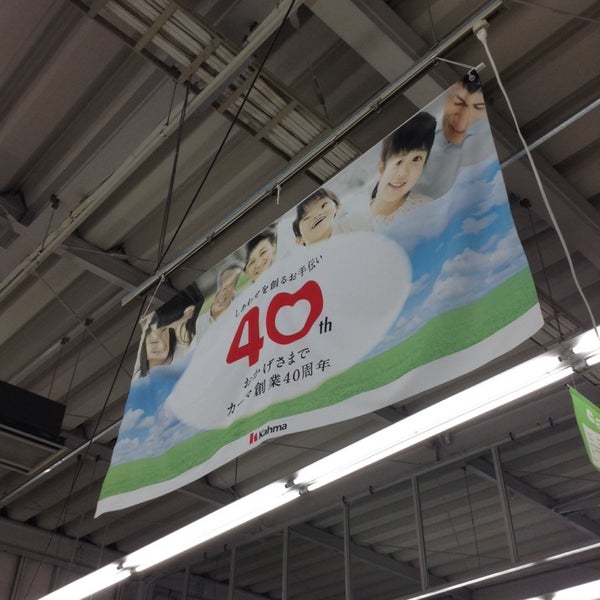 しあわせを創るお手伝い
40th
おかげさまで
カーマ創業40周年
Kahma